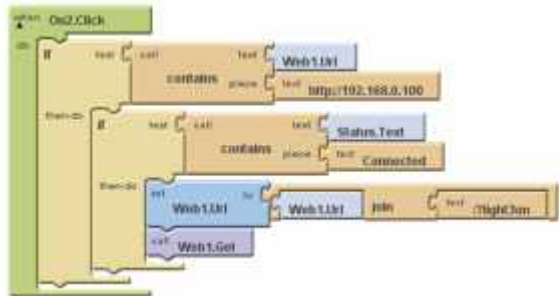 when On2.Click
do if test call text Web1.Url
contains piece text http://192.168.0.100
then-do if test call text Status.Text
contains piece text Connected
then-do set Web1.Url to Web1.Url join text
call Web1.Get